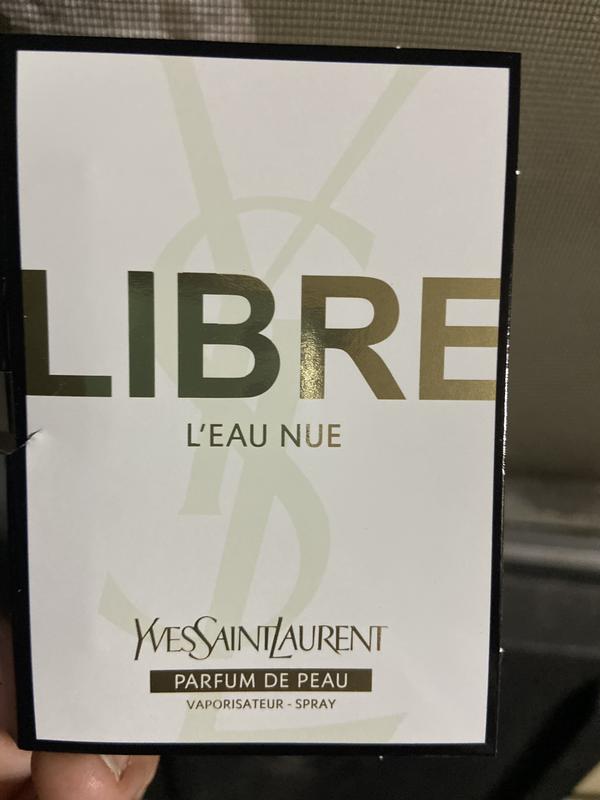 LIBRE
L'EAU NUE
YVESSAINTLAURENT
PARFUM DE PEAU
VAPORISATEUR - SPRAY